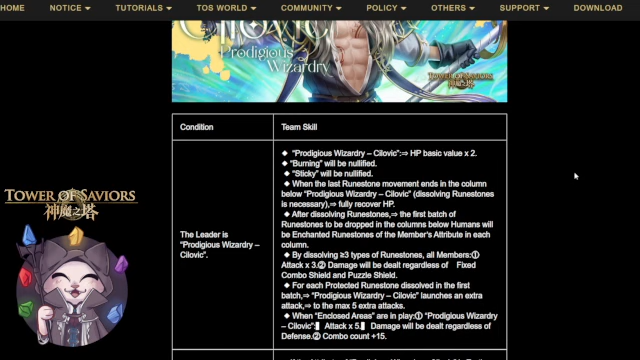 HOME NOTICE TUTORIALS TOS WORLD COMMUNITY POLICY OTHERS SUPPORT DOWNLOAD
Cilovic
Prodigious
Wizardry
TOWER OF SAVIORS
神魔之塔
Condition
Team Skill
The Leader is
"Prodigious Wizardry –
Cilovic".
◆ "Prodigious Wizardry – Cilovic":⇒ HP basic value x 2.
◆ "Burning" will be nullified.
◆ "Sticky" will be nullified.
◆ When the last Runestone movement ends in the column
below "Prodigious Wizardry – Cilovic" (dissolving Runestones
is necessary),⇒ fully recover HP.
◆ After dissolving Runestones,⇒ the first batch of
Runestones to be dropped in the columns below Humans will
be Enchanted Runestones of the Member's Attribute in each
column.
◆ By dissolving ≥3 types of Runestones, all Members:①
Attack x 3.② Damage will be dealt regardless of Fixed
Combo Shield and Puzzle Shield.
◆ For each Protected Runestone dissolved in the first
batch,⇒ "Prodigious Wizardry – Cilovic" launches an extra
attack,⇒ to the max 5 extra attacks.
◆ When "Enclosed Areas" are in play:① "Prodigious Wizardry
– Cilovic":▌ Attack x 5.▌ Damage will be dealt regardless of
Defense.② Combo count +15.
TOWER OF SAVIORS
神魔之塔